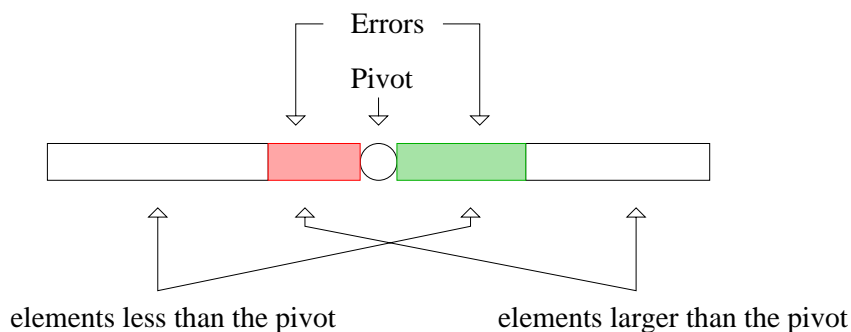 Errors
Pivot
elements less than the pivot
elements larger than the pivot